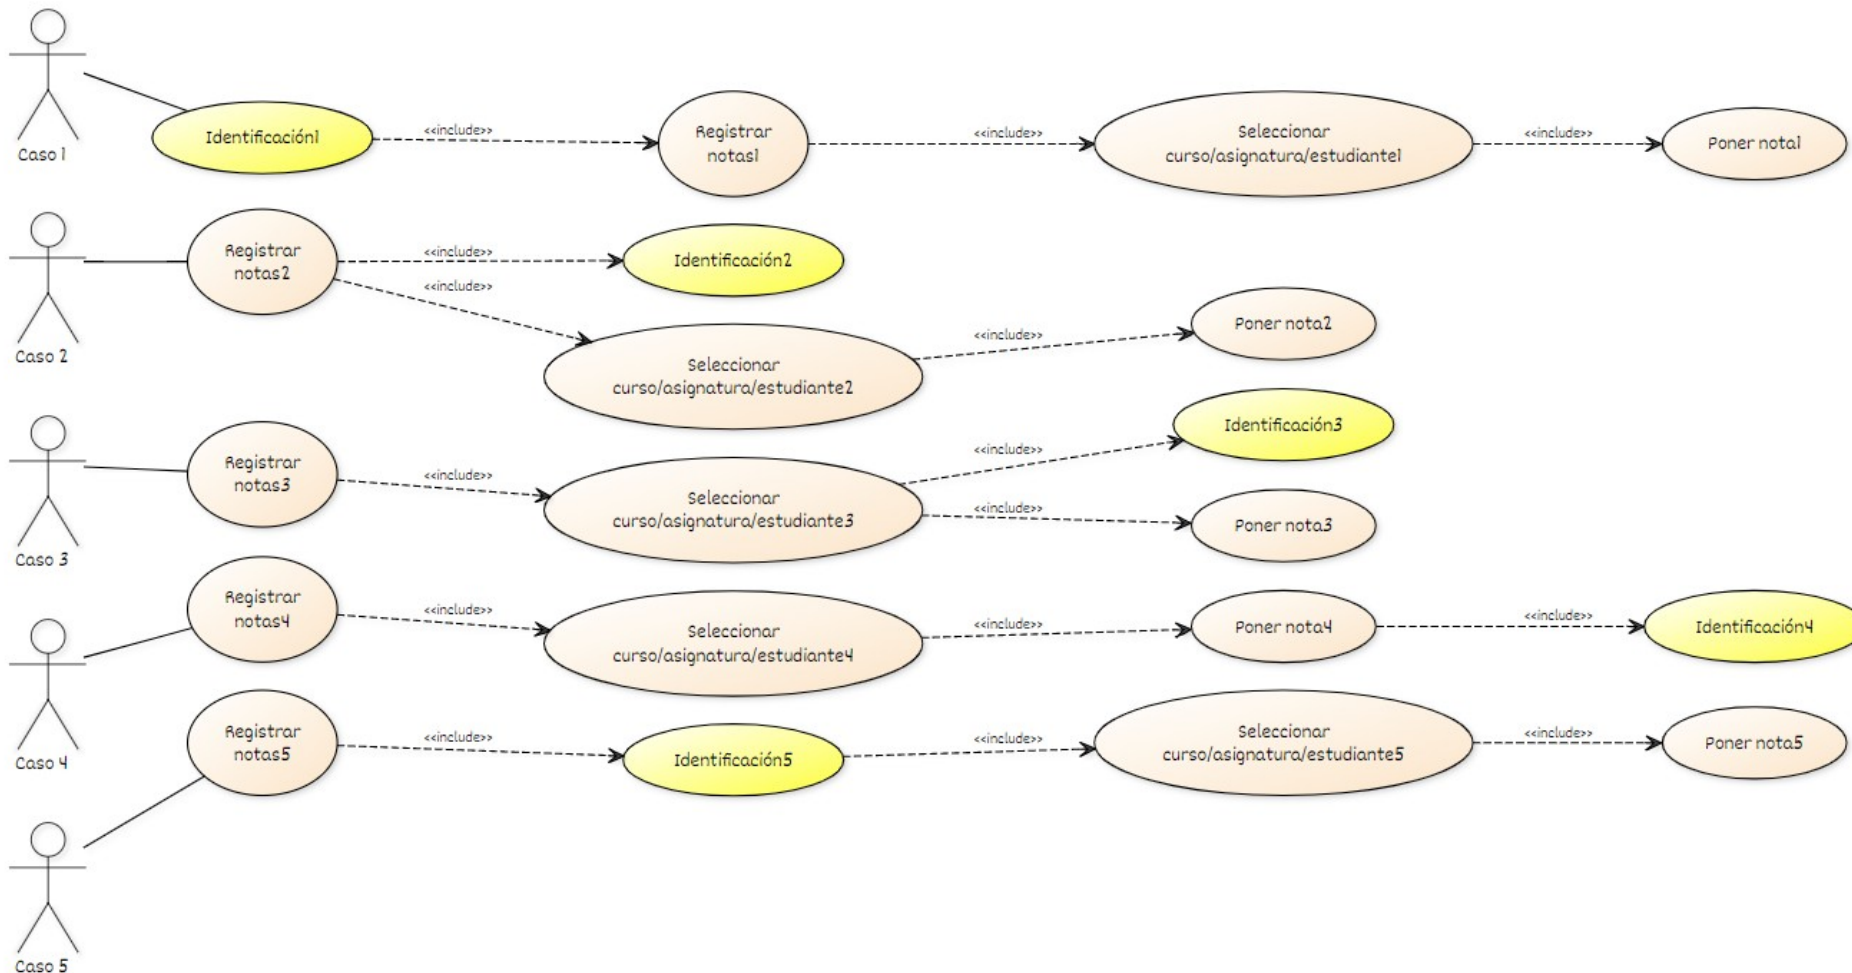 Caso 1
Identificación1
<<include>>
Registrar
notas1
<<include>>
Seleccionar
curso/asignatura/estudiante1
<<include>>
Poner nota1
Caso 2
Registrar
notas2
<<include>>
Identificación2
<<include>>
Seleccionar
curso/asignatura/estudiante2
<<include>>
Poner nota2
Caso 3
Registrar
notas3
<<include>>
Seleccionar
curso/asignatura/estudiante3
<<include>>
Identificación3
<<include>>
Poner nota3
Caso 4
Registrar
notas4
<<include>>
Seleccionar
curso/asignatura/estudiante4
<<include>>
Poner nota4
<<include>>
Identificación4
Caso 5
Registrar
notas5
<<include>>
Identificación5
<<include>>
Seleccionar
curso/asignatura/estudiante5
<<include>>
Poner nota5